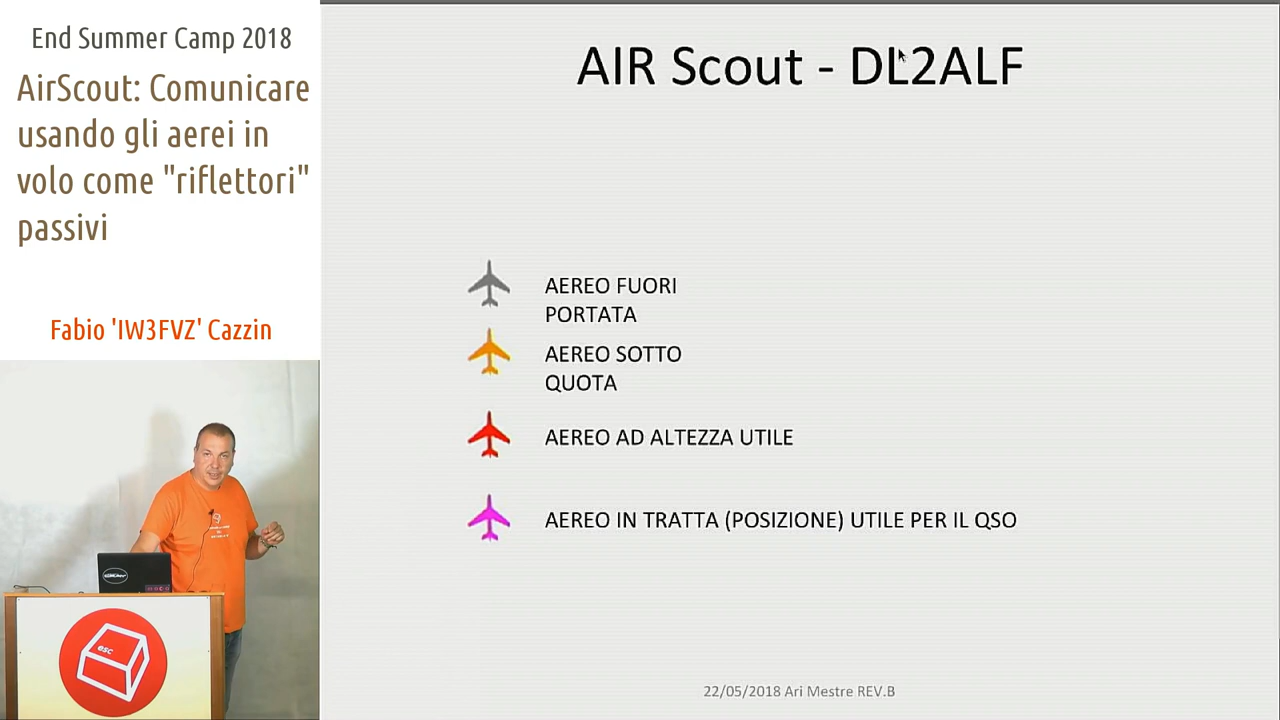 End Summer Camp 2018
AirScout: Comunicare
usando gli aerei in
volo come "riflettori"
passivi
Fabio 'IW3FVZ' Cazzin
AIR Scout - DL2ALF
AEREO FUORI
PORTATA
AEREO SOTTO
QUOTA
AEREO AD ALTEZZA UTILE
AEREO IN TRATTA (POSIZIONE) UTILE PER IL QSO
22/05/2018 Ari Mestre REV.B
esc